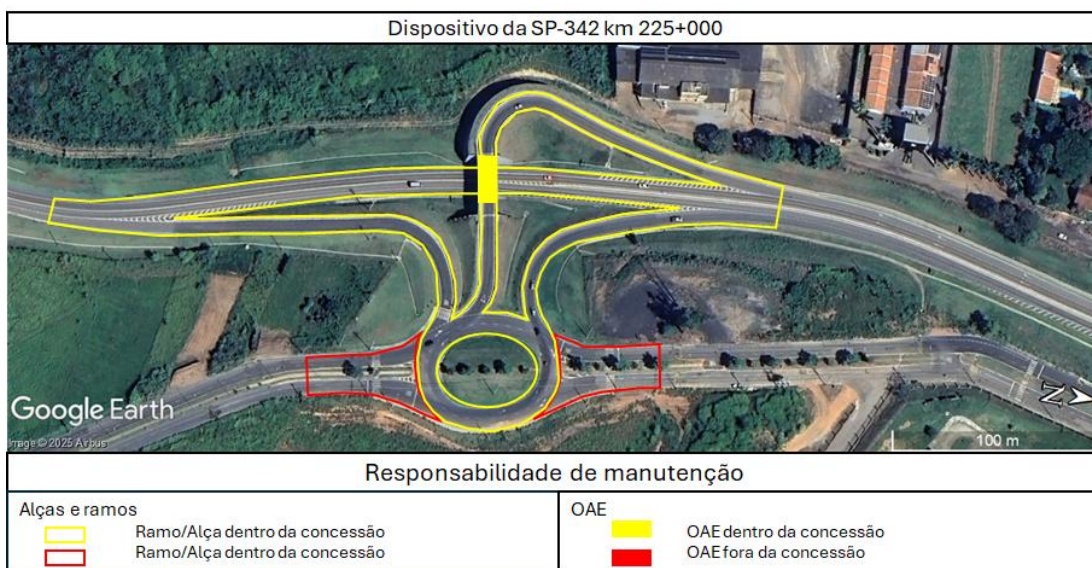 Dispositivo da SP-342 km 225+000
Google Earth
Image © 2025 Airbus
N
100 m
Responsabilidade de manutenção
Alças e ramos
Ramo/Alça dentro da concessão
Ramo/Alça dentro da concessão
OAE
OAE dentro da concessão
OAE fora da concessão